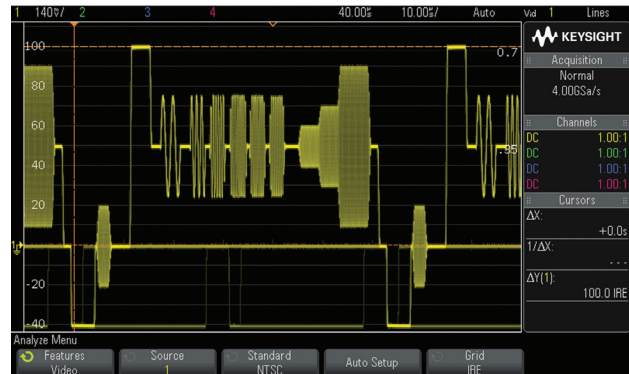 1 140▽/ 2 3 4 40.00s 10.00s/ Auto Vid 1 Lines
KEYSIGHT
Acquisition
Normal
4.00GSa/s
Channels
DC 1.00:1
DC 1.00:1
DC 1.00:1
DC 1.00:1
Cursors
ΔX:
+0.0s
1/ΔX:
---
ΔY(1):
100.0 IRE
100
80
60
40
20
-20
-40
0.7
.35
1
Analyze Menu
Features
Video
Source
1
Standard
NTSC
Auto Setup
Grid
IRE